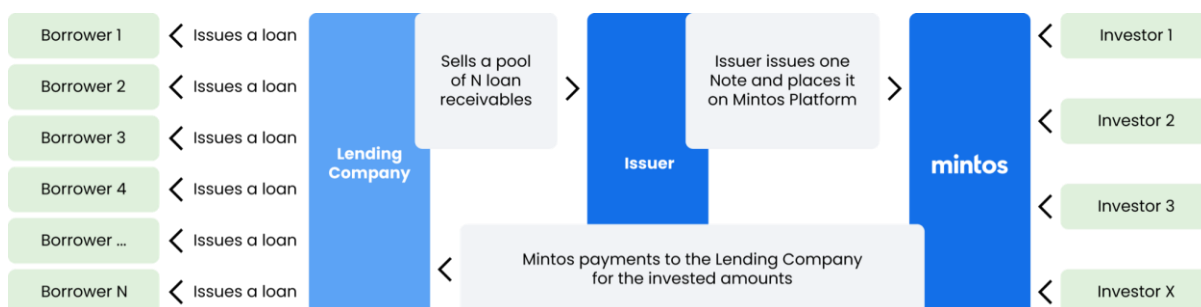 Borrower 1
Issues a loan
Borrower 2
Issues a loan
Borrower 3
Issues a loan
Borrower 4
Issues a loan
Borrower ...
Issues a loan
Borrower N
Issues a loan
Lending
Company
Sells a pool
of N loan
receivables
Issuer
Issuer issues one
Note and places it
on Mintos Platform
mintos
Mintos payments to the Lending Company
for the invested amounts
Investor 1
Investor 2
Investor 3
Investor X